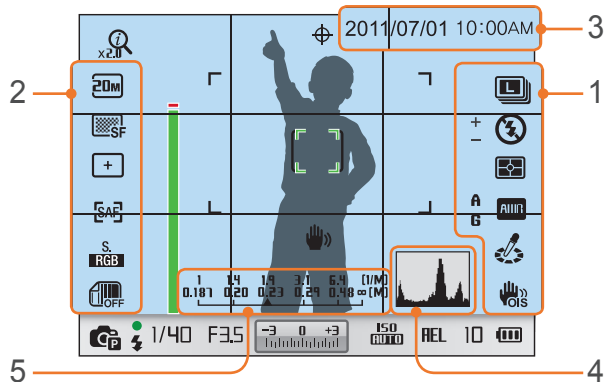 2011/07/01 10:00AM
3
x2.0
2
1
20M
L
SF
+
-
+
SAF
A
G
AWB
S.
RGB
OIS
OFF
1 1.4 1.9 3.1 6.4 (1/M)
0.187 0.20 0.23 0.29 0.48 ∞ (M)
P
1/40
F3.5
-3 0 +3
ISO
AUTO
AEL
10
5
4